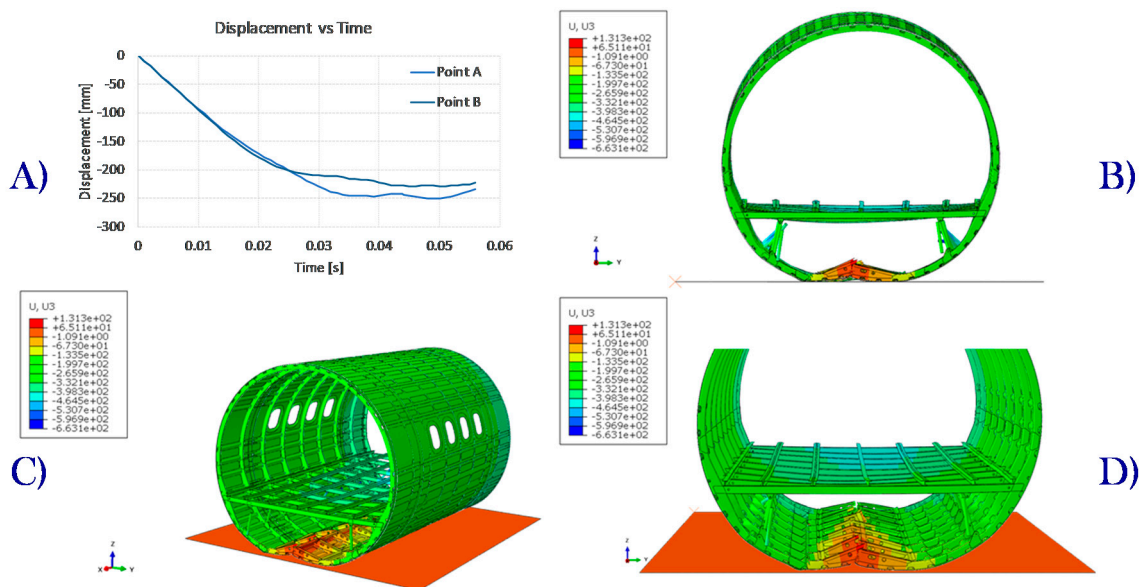 Displacement vs Time
0
-50
-100
-150
-200
-250
-300
Displacement [mm]
0
0.01
0.02
0.03
0.04
0.05
0.06
Time [s]
Point A
Point B
A)
U, U3
+1.313e+02
+6.511e+01
-1.091e+00
-6.730e+01
-1.335e+02
-1.997e+02
-2.659e+02
-3.321e+02
-3.983e+02
-4.645e+02
-5.307e+02
-5.969e+02
-6.631e+02
Z
Y
B)
U, U3
+1.313e+02
+6.511e+01
-1.091e+00
-6.730e+01
-1.335e+02
-1.997e+02
-2.659e+02
-3.321e+02
-3.983e+02
-4.645e+02
-5.307e+02
-5.969e+02
-6.631e+02
Z
X
Y
C)
U, U3
+1.313e+02
+6.511e+01
-1.091e+00
-6.730e+01
-1.335e+02
-1.997e+02
-2.659e+02
-3.321e+02
-3.983e+02
-4.645e+02
-5.307e+02
-5.969e+02
-6.631e+02
Z
Y
D)